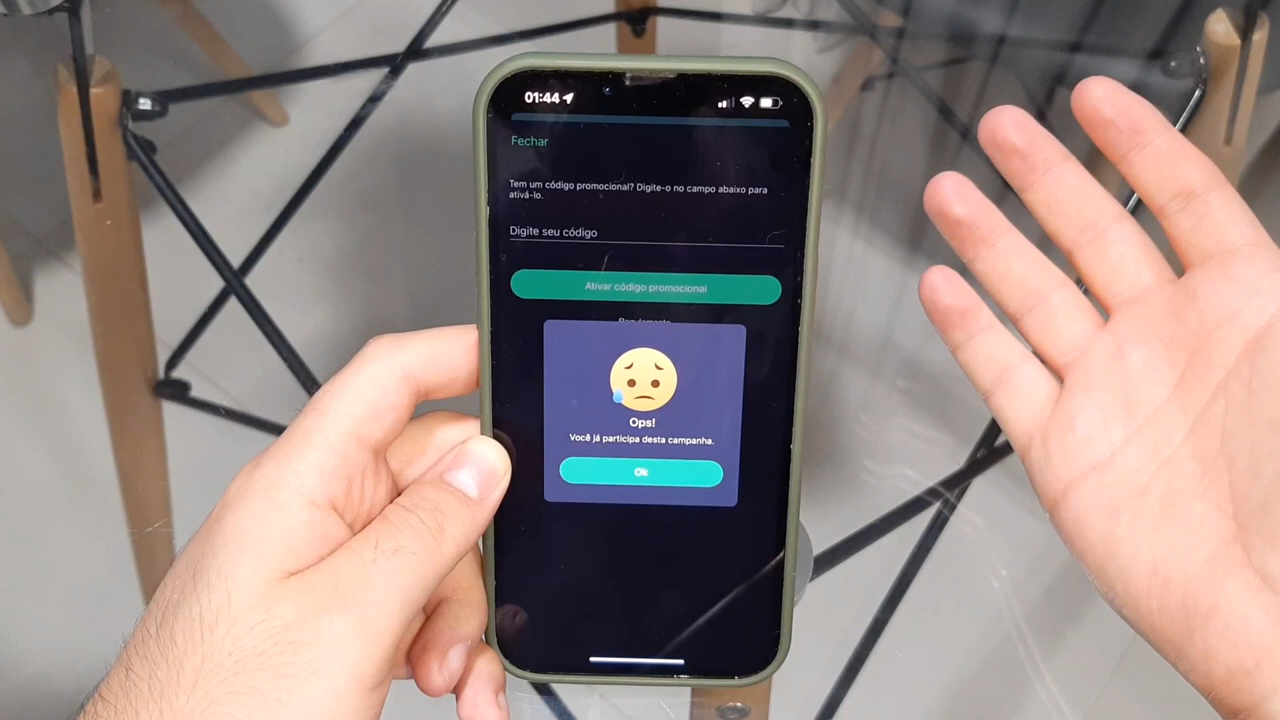 01:44
Fechar
Tem um código promocional? Digite-o no campo abaixo para
ativá-lo.
Digite seu código
Ativar código promocional
Regulamento
Ops!
Você já participa desta campanha.
Ok